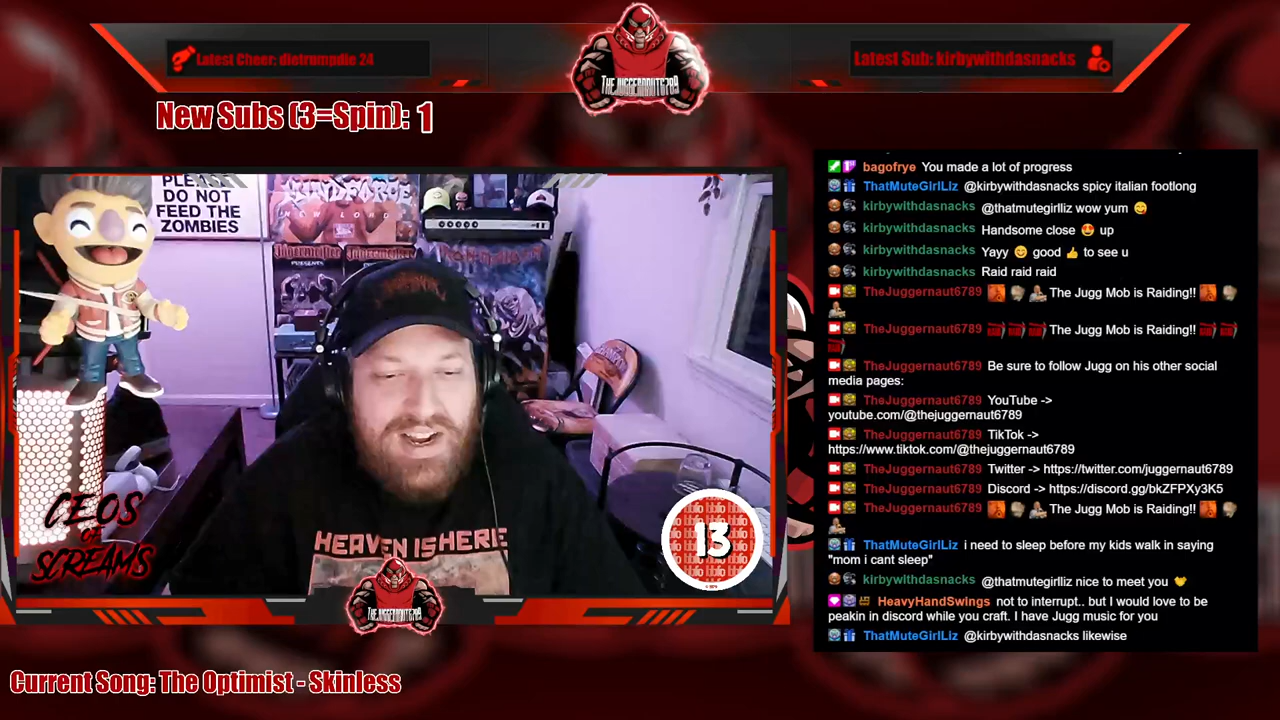 Latest Cheer: dietrumpdie 24
THEJUGGERNAUT6789
Latest Sub: kirbywithdasnacks
New Subs (3=Spin): 1
DO NOT
FEED THE
ZOMBIES
HEAVEN IS HERE
CEOS
OF
SCREAMS
13
THEJUGGERNAUT6789
Current Song: The Optimist - Skinless
bagofrye You made a lot of progress
ThatMuteGirlLiz @kirbywithdasnacks spicy italian footlong
kirbywithdasnacks @thatmutegirlliz wow yum 😋
kirbywithdasnacks Handsome close 😍 up
kirbywithdasnacks Yayy 😊 good 👍 to see u
kirbywithdasnacks Raid raid raid
TheJuggernaut6789 The Jugg Mob is Raiding!!
TheJuggernaut6789 The Jugg Mob is Raiding!!
TheJuggernaut6789 Be sure to follow Jugg on his other social
media pages:
TheJuggernaut6789 YouTube ->
youtube.com/@thejuggernaut6789
TheJuggernaut6789 TikTok ->
https://www.tiktok.com/@thejuggernaut6789
TheJuggernaut6789 Twitter -> https://twitter.com/juggernaut6789
TheJuggernaut6789 Discord -> https://discord.gg/bkZFPXy3K5
TheJuggernaut6789 The Jugg Mob is Raiding!!
ThatMuteGirlLiz i need to sleep before my kids walk in saying
"mom i cant sleep"
kirbywithdasnacks @thatmutegirlliz nice to meet you
HeavyHandSwings not to interrupt.. but I would love to be
peakin in discord while you craft. I have Jugg music for you
ThatMuteGirlLiz @kirbywithdasnacks likewise